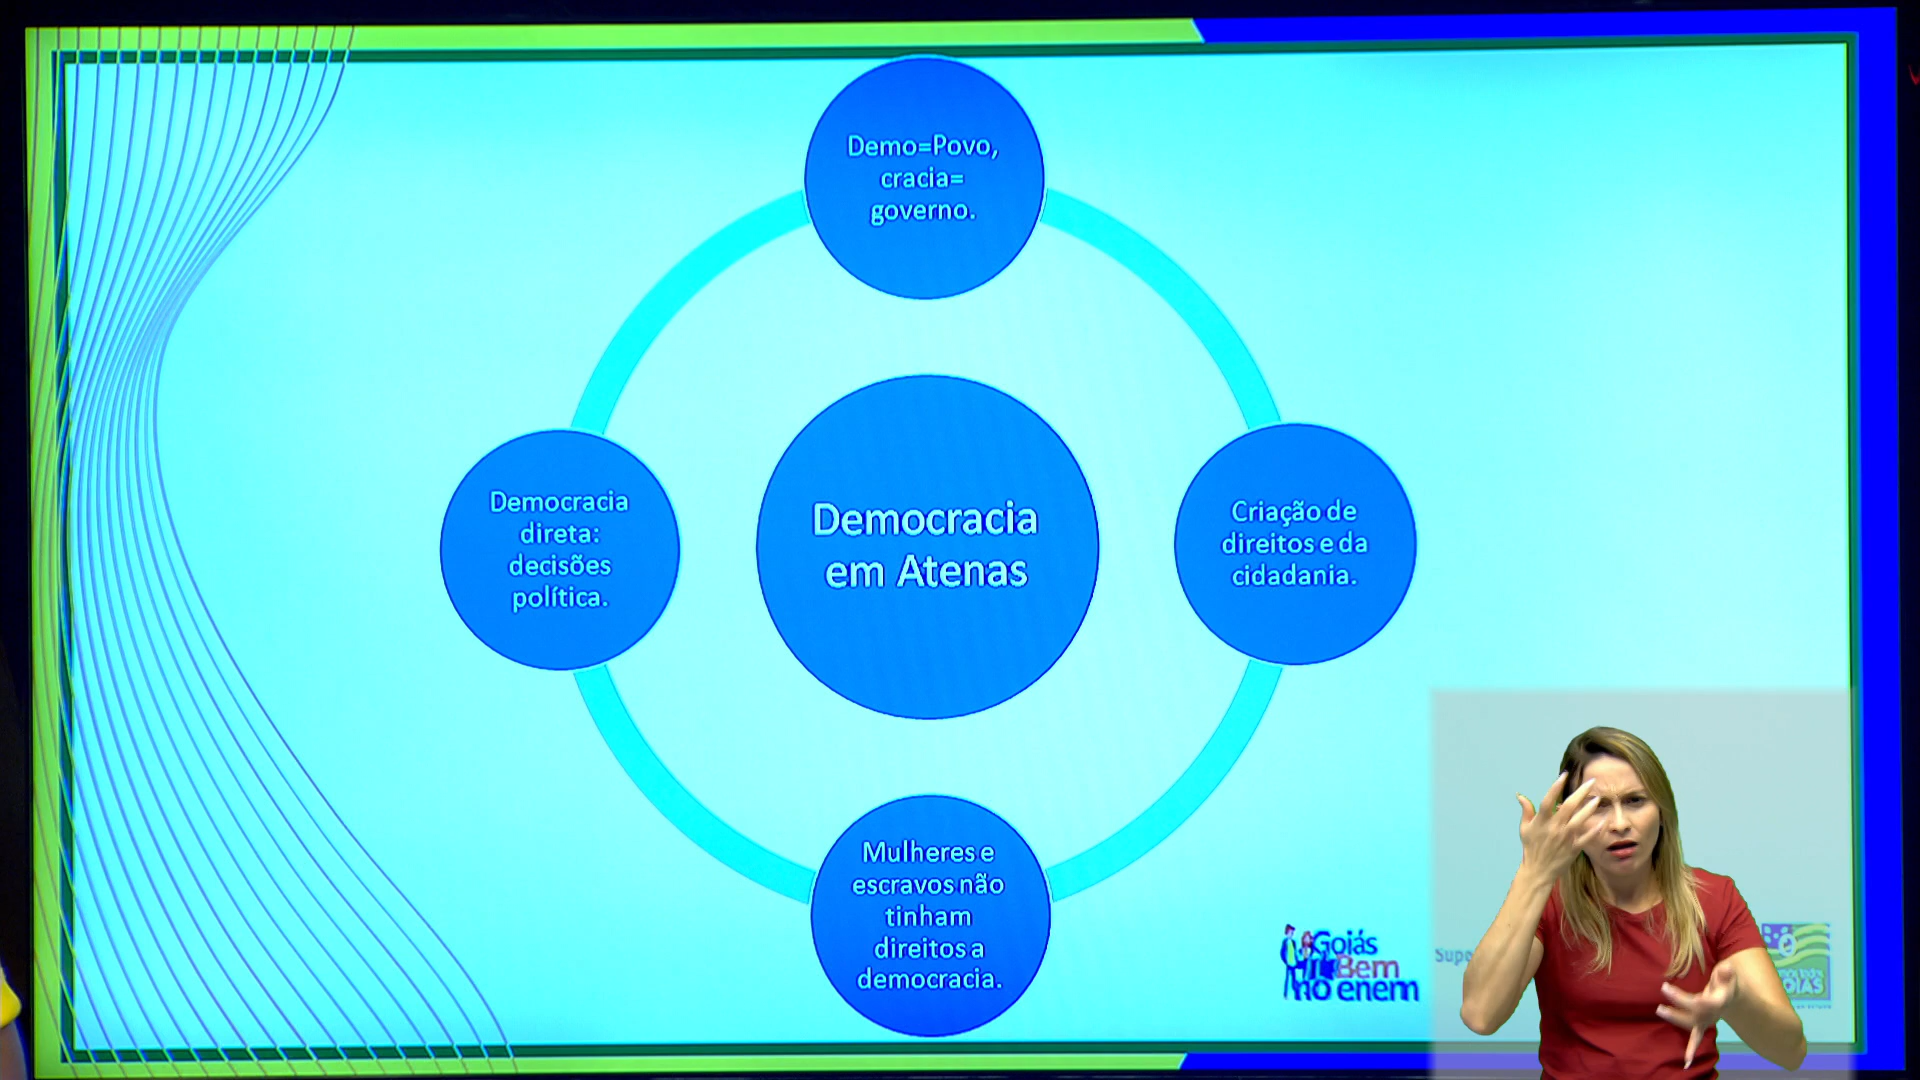 Demo=Povo,
cracia=
governo.
Democracia
direta:
decisões
política.
Democracia
em Atenas
Criação de
direitos e da
cidadania.
Mulheres e
escravos não
tinham
direitos a
democracia.
Goiás
Bem
no enem